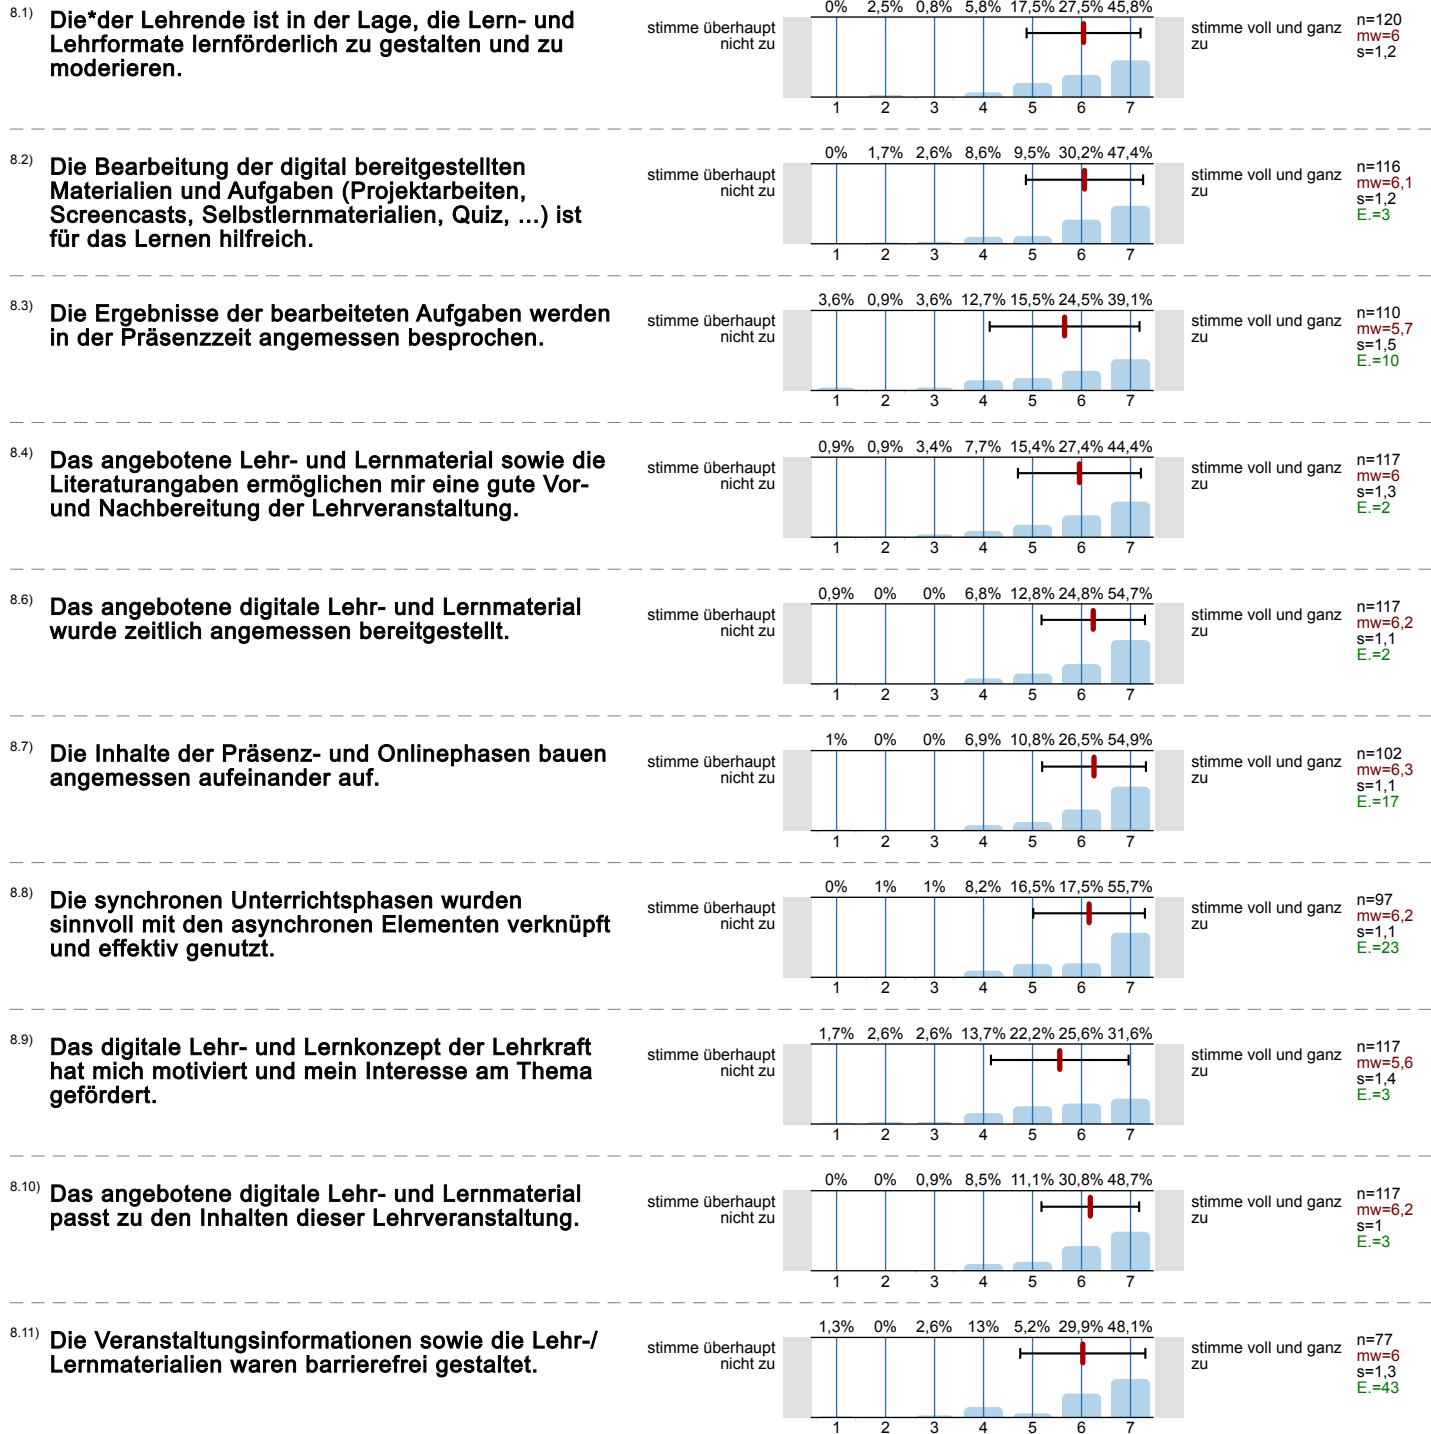 8.1) Die*der Lehrende ist in der Lage, die Lern- und
Lehrformate lernförderlich zu gestalten und zu
moderieren.
stimme überhaupt
nicht zu
0% 2,5% 0,8% 5,8% 17,5% 27,5% 45,8%
1 2 3 4 5 6 7
stimme voll und ganz
zu
n=120
mw=6
s=1,2
8.2) Die Bearbeitung der digital bereitgestellten
Materialien und Aufgaben (Projektarbeiten,
Screencasts, Selbstlernmaterialien, Quiz, ...) ist
für das Lernen hilfreich.
stimme überhaupt
nicht zu
0% 1,7% 2,6% 8,6% 9,5% 30,2% 47,4%
1 2 3 4 5 6 7
stimme voll und ganz
zu
n=116
mw=6,1
s=1,2
E.=3
8.3) Die Ergebnisse der bearbeiteten Aufgaben werden
in der Präsenzzeit angemessen besprochen.
stimme überhaupt
nicht zu
3,6% 0,9% 3,6% 12,7% 15,5% 24,5% 39,1%
1 2 3 4 5 6 7
stimme voll und ganz
zu
n=110
mw=5,7
s=1,5
E.=10
8.4) Das angebotene Lehr- und Lernmaterial sowie die
Literaturangaben ermöglichen mir eine gute Vor-
und Nachbereitung der Lehrveranstaltung.
stimme überhaupt
nicht zu
0,9% 0,9% 3,4% 7,7% 15,4% 27,4% 44,4%
1 2 3 4 5 6 7
stimme voll und ganz
zu
n=117
mw=6
s=1,3
E.=2
8.6) Das angebotene digitale Lehr- und Lernmaterial
wurde zeitlich angemessen bereitgestellt.
stimme überhaupt
nicht zu
0,9% 0% 0% 6,8% 12,8% 24,8% 54,7%
1 2 3 4 5 6 7
stimme voll und ganz
zu
n=117
mw=6,2
s=1,1
E.=2
8.7) Die Inhalte der Präsenz- und Onlinephasen bauen
angemessen aufeinander auf.
stimme überhaupt
nicht zu
1% 0% 0% 6,9% 10,8% 26,5% 54,9%
1 2 3 4 5 6 7
stimme voll und ganz
zu
n=102
mw=6,3
s=1,1
E.=17
8.8) Die synchronen Unterrichtsphasen wurden
sinnvoll mit den asynchronen Elementen verknüpft
und effektiv genutzt.
stimme überhaupt
nicht zu
0% 1% 1% 8,2% 16,5% 17,5% 55,7%
1 2 3 4 5 6 7
stimme voll und ganz
zu
n=97
mw=6,2
s=1,1
E.=23
8.9) Das digitale Lehr- und Lernkonzept der Lehrkraft
hat mich motiviert und mein Interesse am Thema
gefördert.
stimme überhaupt
nicht zu
1,7% 2,6% 2,6% 13,7% 22,2% 25,6% 31,6%
1 2 3 4 5 6 7
stimme voll und ganz
zu
n=117
mw=5,6
s=1,4
E.=3
8.10) Das angebotene digitale Lehr- und Lernmaterial
passt zu den Inhalten dieser Lehrveranstaltung.
stimme überhaupt
nicht zu
0% 0% 0,9% 8,5% 11,1% 30,8% 48,7%
1 2 3 4 5 6 7
stimme voll und ganz
zu
n=117
mw=6,2
s=1
E.=3
8.11) Die Veranstaltungsinformationen sowie die Lehr-/
Lernmaterialien waren barrierefrei gestaltet.
stimme überhaupt
nicht zu
1,3% 0% 2,6% 13% 5,2% 29,9% 48,1%
1 2 3 4 5 6 7
stimme voll und ganz
zu
n=77
mw=6
s=1,3
E.=43